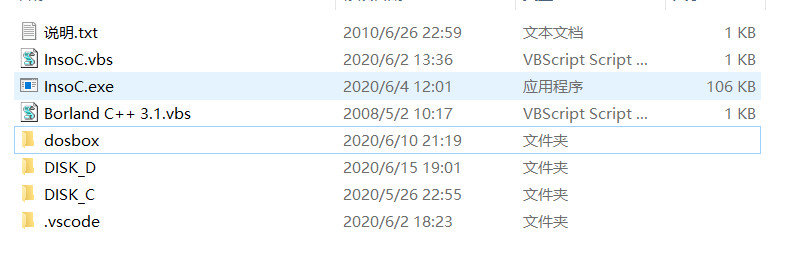 说明.txt 2010/6/26 22:59 文本文档 1 KB
InsoC.vbs 2020/6/2 13:36 VBScript Script ... 1 KB
InsoC.exe 2020/6/4 12:01 应用程序 106 KB
Borland C++ 3.1.vbs 2008/5/2 10:17 VBScript Script ... 1 KB
dosbox 2020/6/10 21:19 文件夹
DISK_D 2020/6/15 19:01 文件夹
DISK_C 2020/5/26 22:55 文件夹
.vscode 2020/6/2 18:23 文件夹